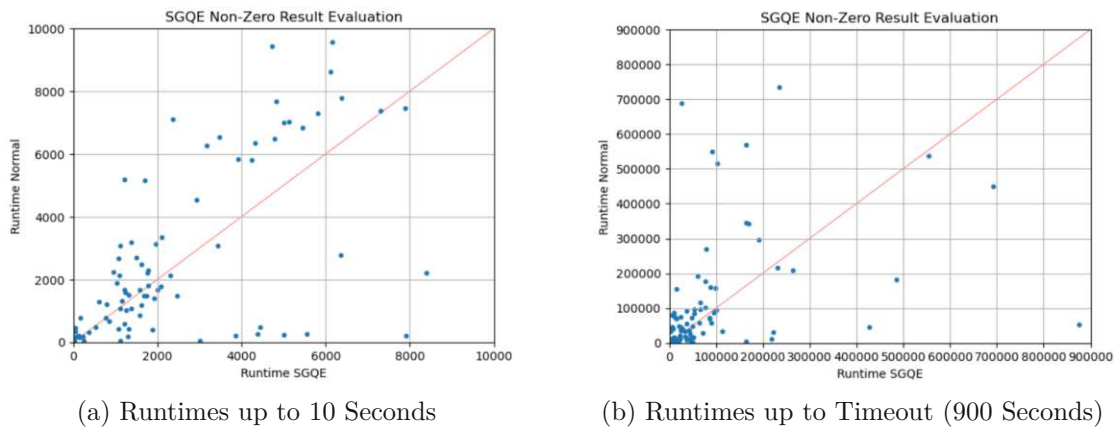 SGQE Non-Zero Result Evaluation
10000
8000
6000
4000
2000
0
Runtime Normal
0 2000 4000 6000 8000 10000
Runtime SGQE
(a) Runtimes up to 10 Seconds
SGQE Non-Zero Result Evaluation
900000
800000
700000
600000
500000
400000
300000
200000
100000
0
Runtime Normal
0 100000 200000 300000 400000 500000 600000 700000 800000 900000
Runtime SGQE
(b) Runtimes up to Timeout (900 Seconds)